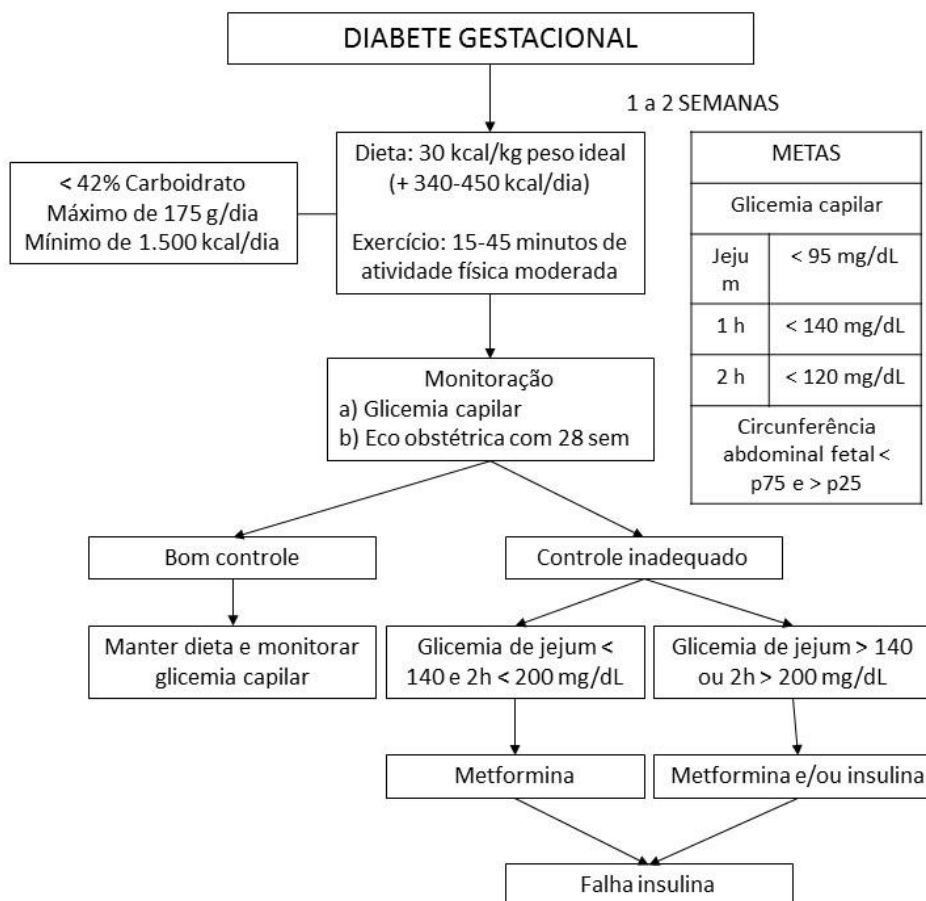 DIABETE GESTACIONAL
1 a 2 SEMANAS
Dieta: 30 kcal/kg peso ideal
(+ 340-450 kcal/dia)
Exercício: 15-45 minutos de
atividade física moderada
< 42% Carboidrato
Máximo de 175 g/dia
Mínimo de 1.500 kcal/dia
METAS
Glicemia capilar
Jeju
m
< 95 mg/dL
1 h
< 140 mg/dL
2 h
< 120 mg/dL
Circunferência
abdominal fetal <
p75 e > p25
Monitoração
a) Glicemia capilar
b) Eco obstétrica com 28 sem
Bom controle
Controle inadequado
Manter dieta e monitorar
glicemia capilar
Glicemia de jejum <
140 e 2h < 200 mg/dL
Glicemia de jejum > 140
ou 2h > 200 mg/dL
Metformina
Metformina e/ou insulina
Falha insulina